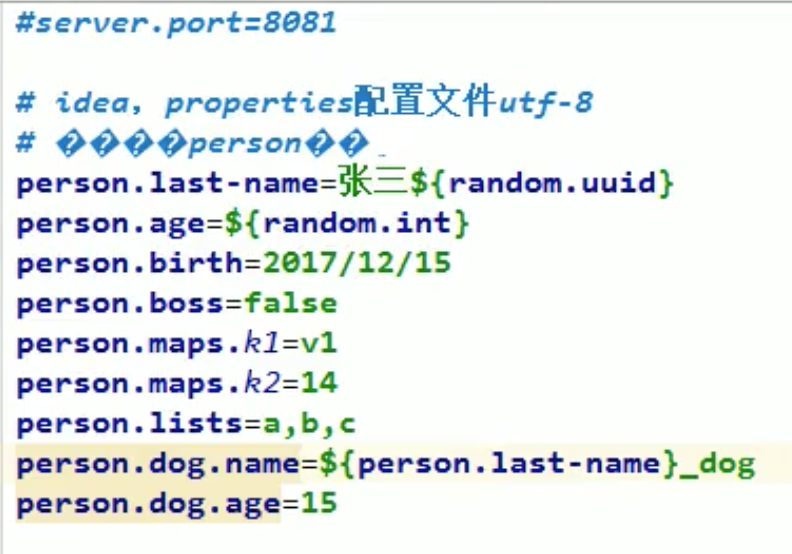 #server.port=8081
# idea, properties配置文件utf-8
# ����person��
person.last-name=张三${random.uuid}
person.age=${random.int}
person.birth=2017/12/15
person.boss=false
person.maps.k1=v1
person.maps.k2=14
person.lists=a,b,c
person.dog.name=${person.last-name}_dog
person.dog.age=15